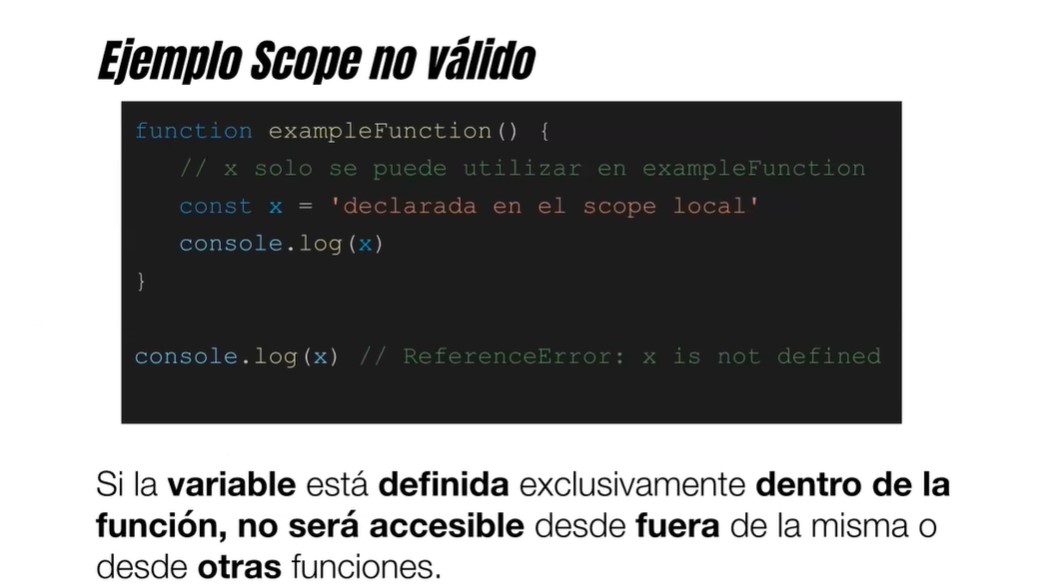 Ejemplo Scope no válido
function exampleFunction() {
// x solo se puede utilizar en exampleFunction
const x = 'declarada en el scope local'
console.log(x)
}
console.log(x) // ReferenceError: x is not defined
Si la variable está definida exclusivamente dentro de la
función, no será accesible desde fuera de la misma o
desde otras funciones.